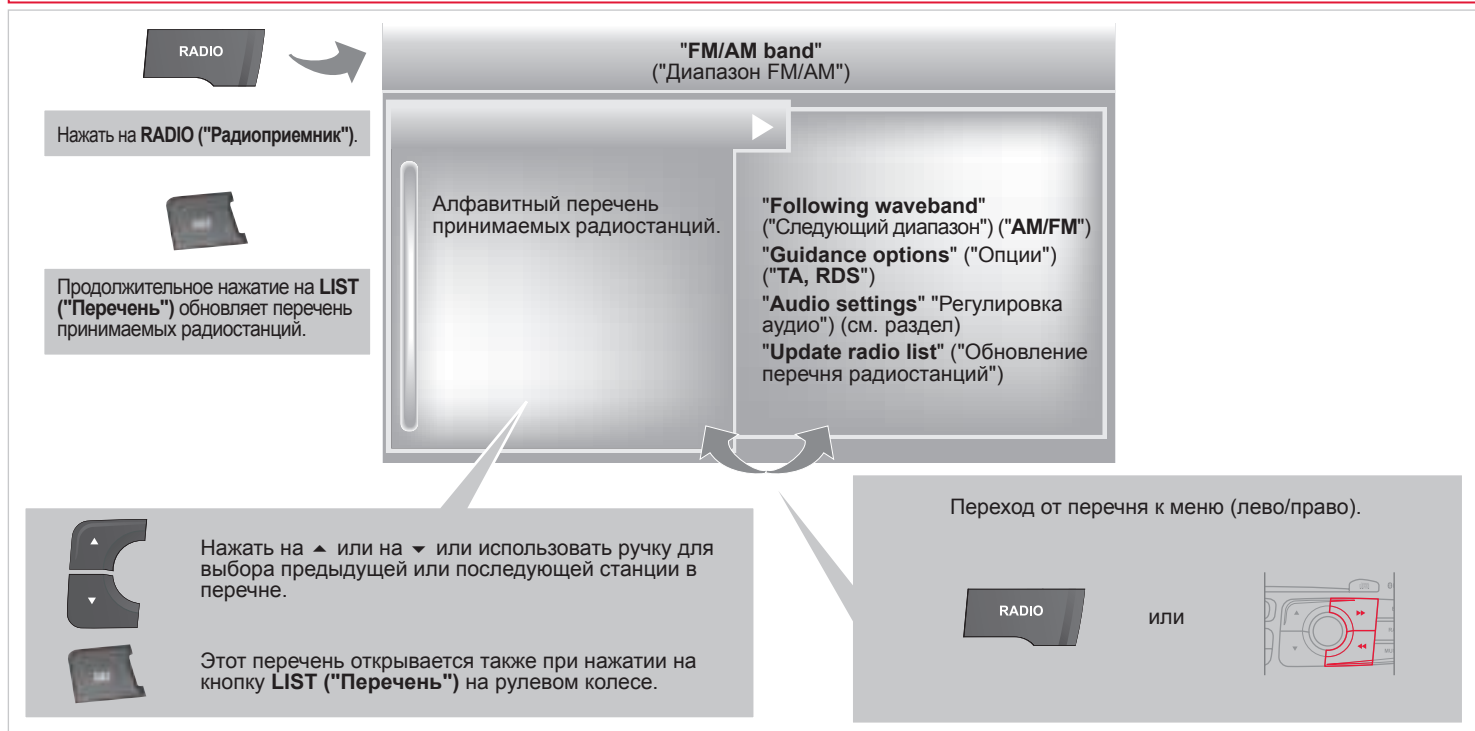 RADIO
"FM/AM band"
("Диапазон FM/AM")
Нажать на RADIO ("Радиоприемник").
Алфавитный перечень
принимаемых радиостанций.
"Following waveband"
("Следующий диапазон") ("AM/FM")
"Guidance options" ("Опции")
("TA, RDS")
"Audio settings" "Регулировка
аудио") (см. раздел)
"Update radio list" ("Обновление
перечня радиостанций")
Продолжительное нажатие на LIST
("Перечень") обновляет перечень
принимаемых радиостанций.
Нажать на ▲ или на ▼ или использовать ручку для
выбора предыдущей или последующей станции в
перечне.
Этот перечень открывается также при нажатии на
кнопку LIST ("Перечень") на рулевом колесе.
Переход от перечня к меню (лево/право).
RADIO
или